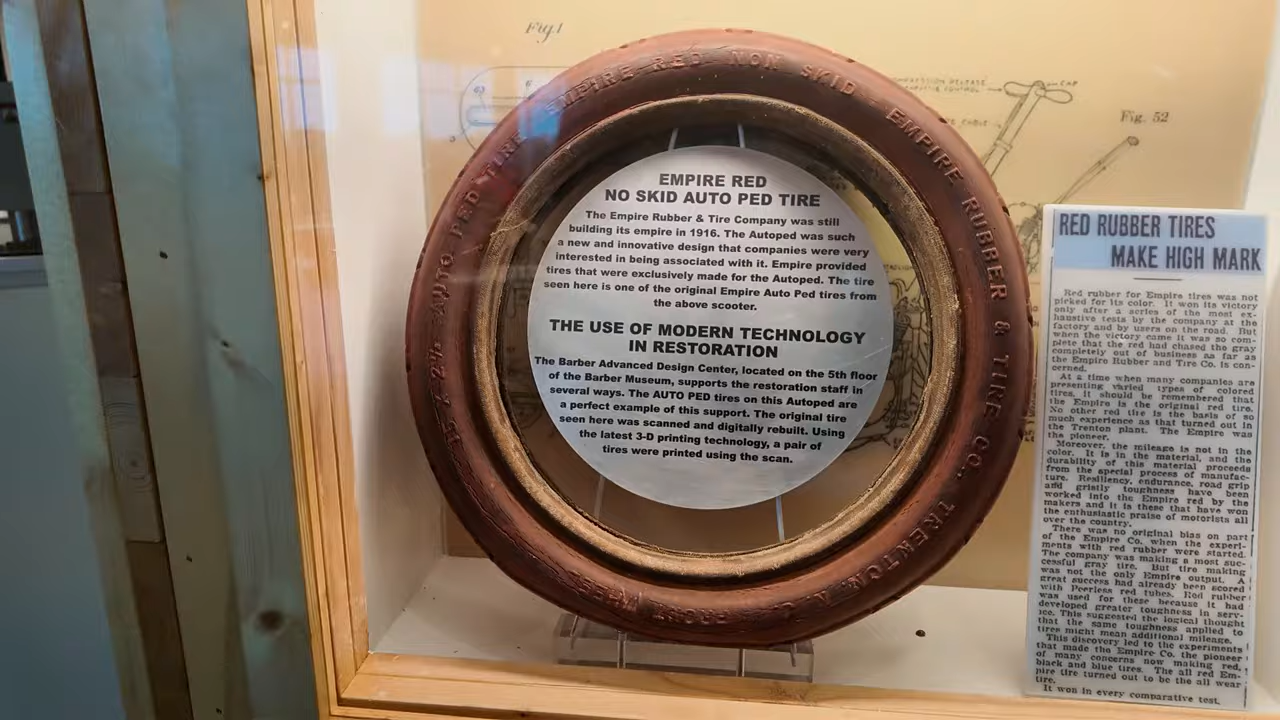 Fig.1
EMPIRE RED NON SKID - EMPIRE RUBBER & TIRE CO., TRENTON, N.J. FRONT WHEEL
AUTO PED TIRE
COMPRESSION RELEASE
THROTTLE CONTROL
CAP
Fig. 52
EMPIRE RED
NO SKID AUTO PED TIRE
The Empire Rubber & Tire Company was still
building its empire in 1916. The Autoped was such
a new and innovative design that companies were very
interested in being associated with it. Empire provided
tires that were exclusively made for the Autoped. The tire
seen here is one of the original Empire Auto Ped tires from
the above scooter.
THE USE OF MODERN TECHNOLOGY
IN RESTORATION
The Barber Advanced Design Center, located on the 5th floor
of the Barber Museum, supports the restoration staff in
several ways. The AUTO PED tires on this Autoped are
a perfect example of this support. The original tire
seen here was scanned and digitally rebuilt. Using
the latest 3-D printing technology, a pair of
tires were printed using the scan.
RED RUBBER TIRES
MAKE HIGH MARK
Red rubber for Empire tires was not
picked for its color. It won its victory
only after a series of the most ex-
haustive tests by the company at the
factory and by users on the road. But
when the victory came it was so com-
plete that the red had chased the gray
completely out of business as far as
the Empire Rubber and Tire Co. is con-
cerned.
At a time when many companies are
presenting varied types of colored
tires, it should be remembered that
the Empire is the original red tire.
No other red tire is the basis of so
much experience as that turned out in
the Trenton plant. The Empire was
the pioneer.
Moreover, the mileage is not in the
color. It is in the material, and the
durability of this material proceeds
from the special process of manufac-
ture. Resiliency, endurance, road grip
and gristly toughness have been
worked into the Empire red by the
makers and it is these that have won
the enthusiastic praise of motorists all
over the country.
There was no original bias on part
of the Empire Co. when the experi-
ments with red rubber were started.
The company was making a most suc-
cessful gray tire. But tire making
was not the only Empire output. A
great success had already been scored
with Peerless red tubes. Red rubber
was used for these because it had
developed greater toughness in serv-
ice. This suggested the logical thought
that the same toughness applied to
tires might mean additional mileage.
This discovery led to the experiments
that made the Empire Co. the pioneer
of many concerns now making red,
black and blue tires. The all red Em-
pire tire turned out to be the all wear
tire.
It won in every comparative test,